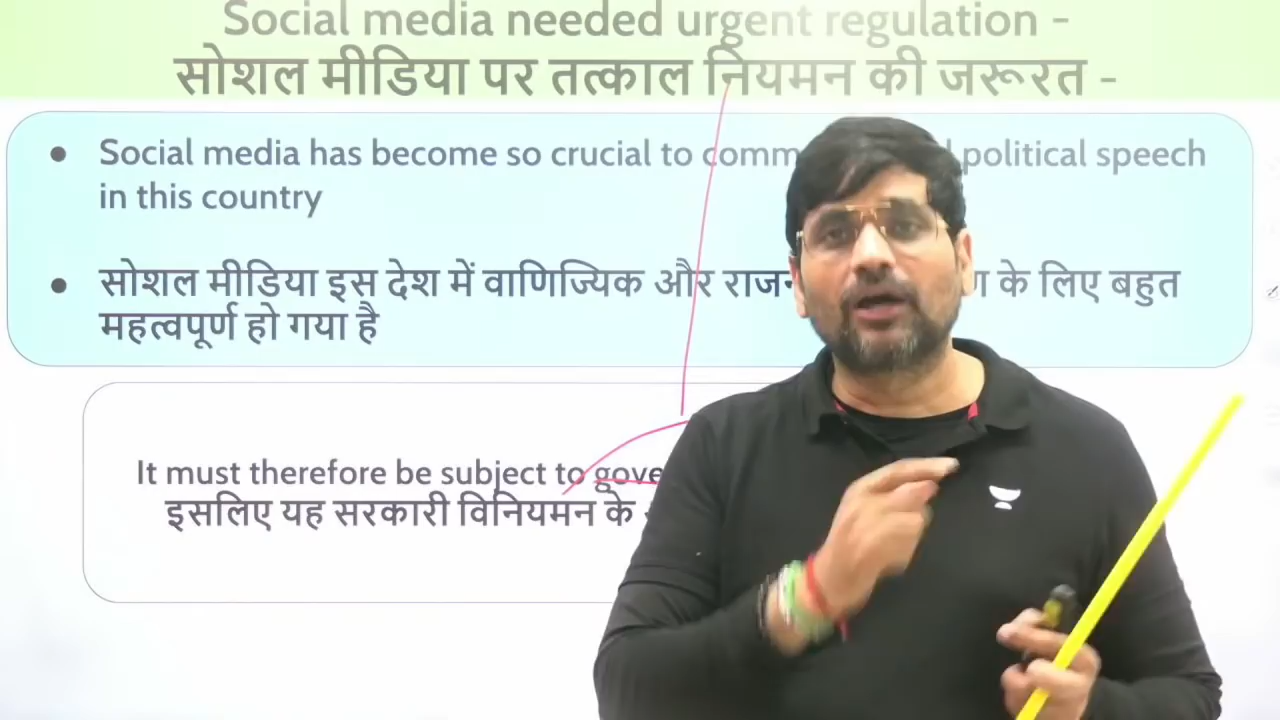 Social media needed urgent regulation -
सोशल मीडिया पर तत्काल नियमन की जरूरत -
Social media has become so crucial to political speech
in this country
सोशल मीडिया इस देश में वाणिज्यिक और के लिए बहुत
महत्वपूर्ण हो गया है
It must therefore be subject to
इसलिए यह सरकारी विनियमन के